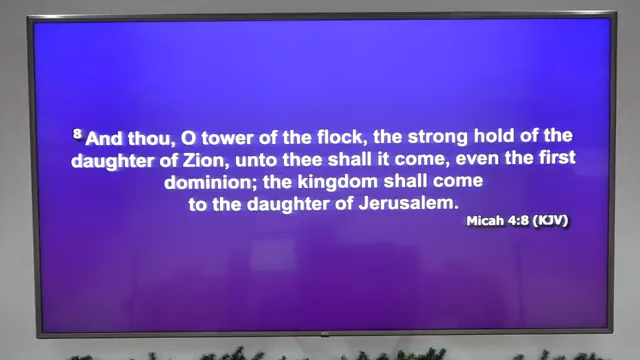 8 And thou, O tower of the flock, the strong hold of the
daughter of Zion, unto thee shall it come, even the first
dominion; the kingdom shall come
to the daughter of Jerusalem.
Micah 4:8 (KJV)